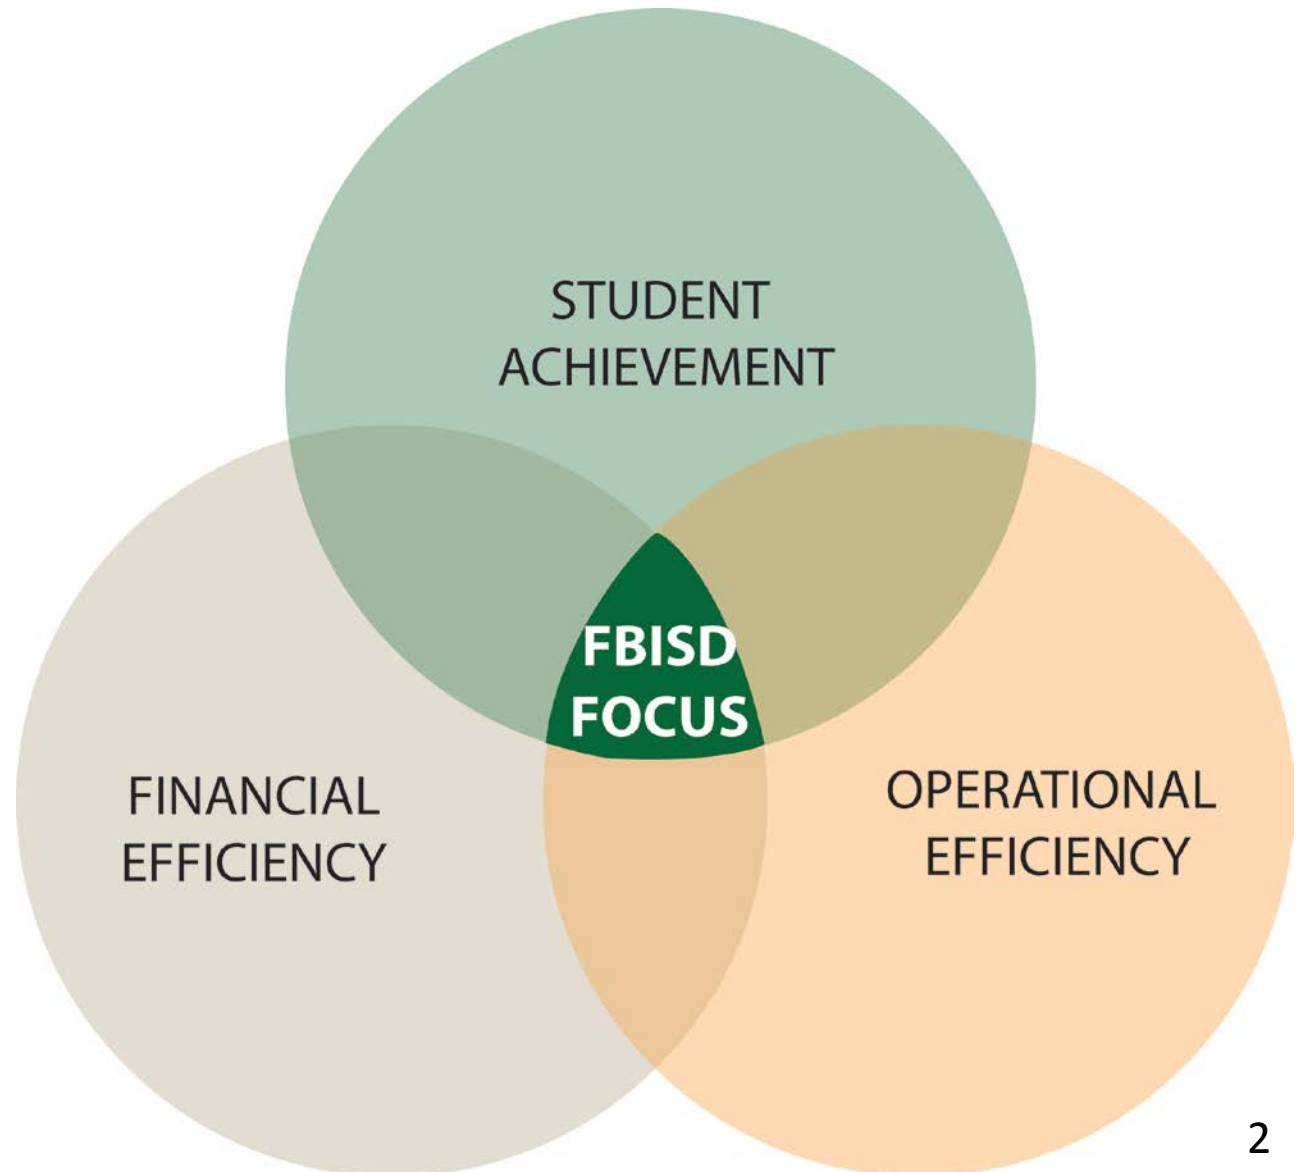 STUDENT
ACHIEVEMENT
FBISD
FOCUS
FINANCIAL
EFFICIENCY
OPERATIONAL
EFFICIENCY
2